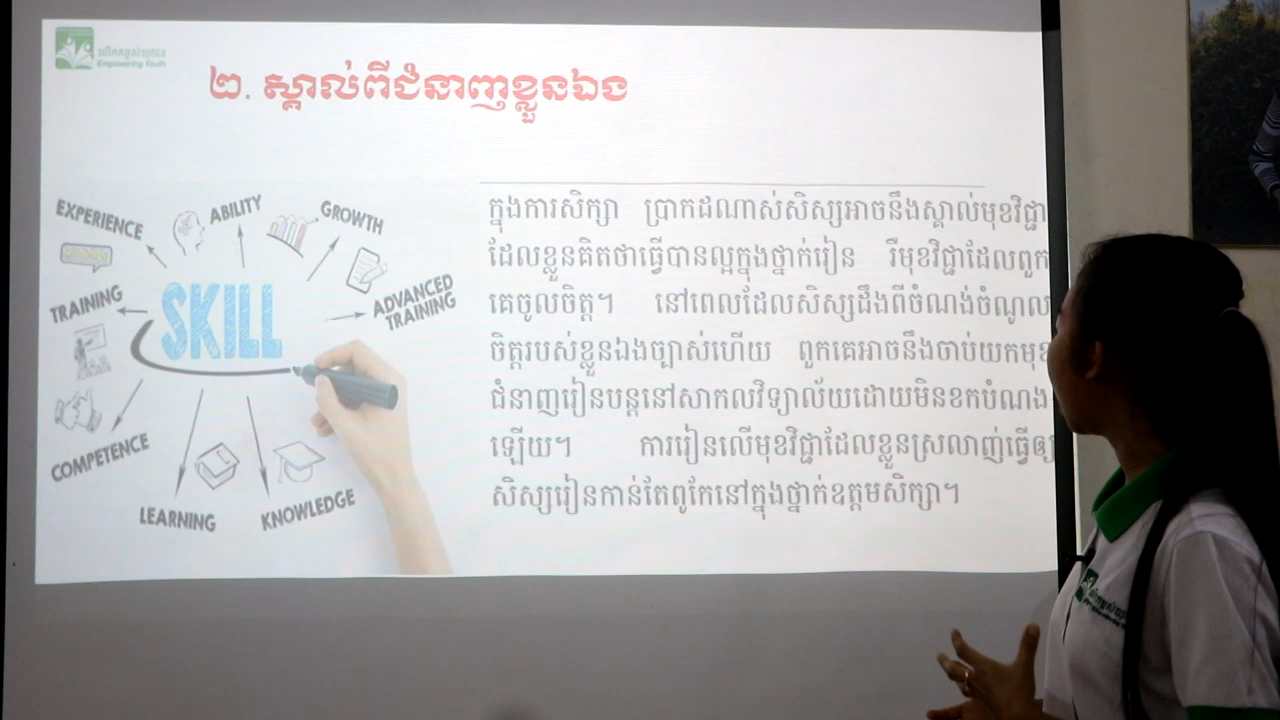 លើកកម្ពស់យុវជន
Empowering Youth
២. ស្គាល់ពីជំនាញខ្លួនឯង
EXPERIENCE
ABILITY
GROWTH
TRAINING
SKILL
ADVANCED
TRAINING
COMPETENCE
LEARNING
KNOWLEDGE
ក្នុងការសិក្សា ប្រាកដណាស់សិស្សអាចនឹងស្គាល់មុខវិជ្ជា
ដែលខ្លួនគិតថាធ្វើបានល្អក្នុងថ្នាក់រៀន រឺមុខវិជ្ជាដែលពួក
គេចូលចិត្ត។ នៅពេលដែលសិស្សដឹងពីចំណង់ចំណូល
ចិត្តរបស់ខ្លួនឯងច្បាស់ហើយ ពួកគេអាចនឹងចាប់យកមុខ
ជំនាញរៀនបន្តនៅសាកលវិទ្យាល័យដោយមិនខកបំណង
ឡើយ។ ការរៀនលើមុខវិជ្ជាដែលខ្លួនស្រលាញ់ធ្វើឲ្យ
សិស្សរៀនកាន់តែពូកែនៅក្នុងថ្នាក់ឧត្តមសិក្សា។